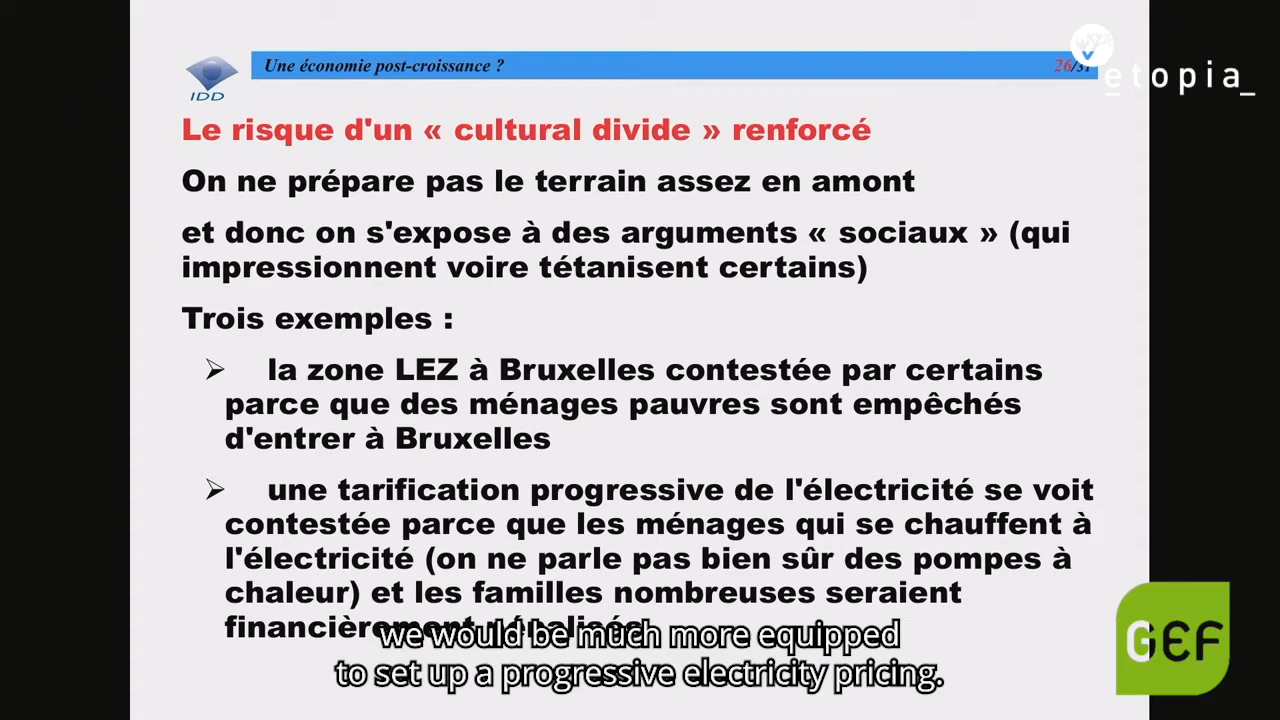 Une économie post-croissance ?
26/31
etopia_
IDD
Le risque d'un « cultural divide » renforcé
On ne prépare pas le terrain assez en amont
et donc on s'expose à des arguments « sociaux » (qui
impressionnent voire tétanisent certains)
Trois exemples :
➢ la zone LEZ à Bruxelles contestée par certains
parce que des ménages pauvres sont empêchés
d'entrer à Bruxelles
➢ une tarification progressive de l'électricité se voit
contestée parce que les ménages qui se chauffent à
l'électricité (on ne parle pas bien sûr des pompes à
chaleur) et les familles nombreuses seraient
financièrement pénalisés
we would be much more equipped
to set up a progressive electricity pricing.
GEF